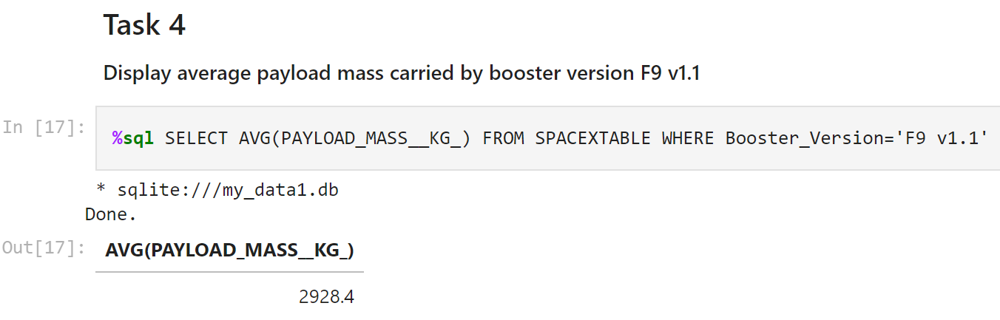 Task 4
Display average payload mass carried by booster version F9 v1.1
In [17]: %sql SELECT AVG(PAYLOAD_MASS__KG_) FROM SPACEXTABLE WHERE Booster_Version='F9 v1.1'
* sqlite:///my_data1.db
Done.
Out[17]: AVG(PAYLOAD_MASS__KG_)
2928.4